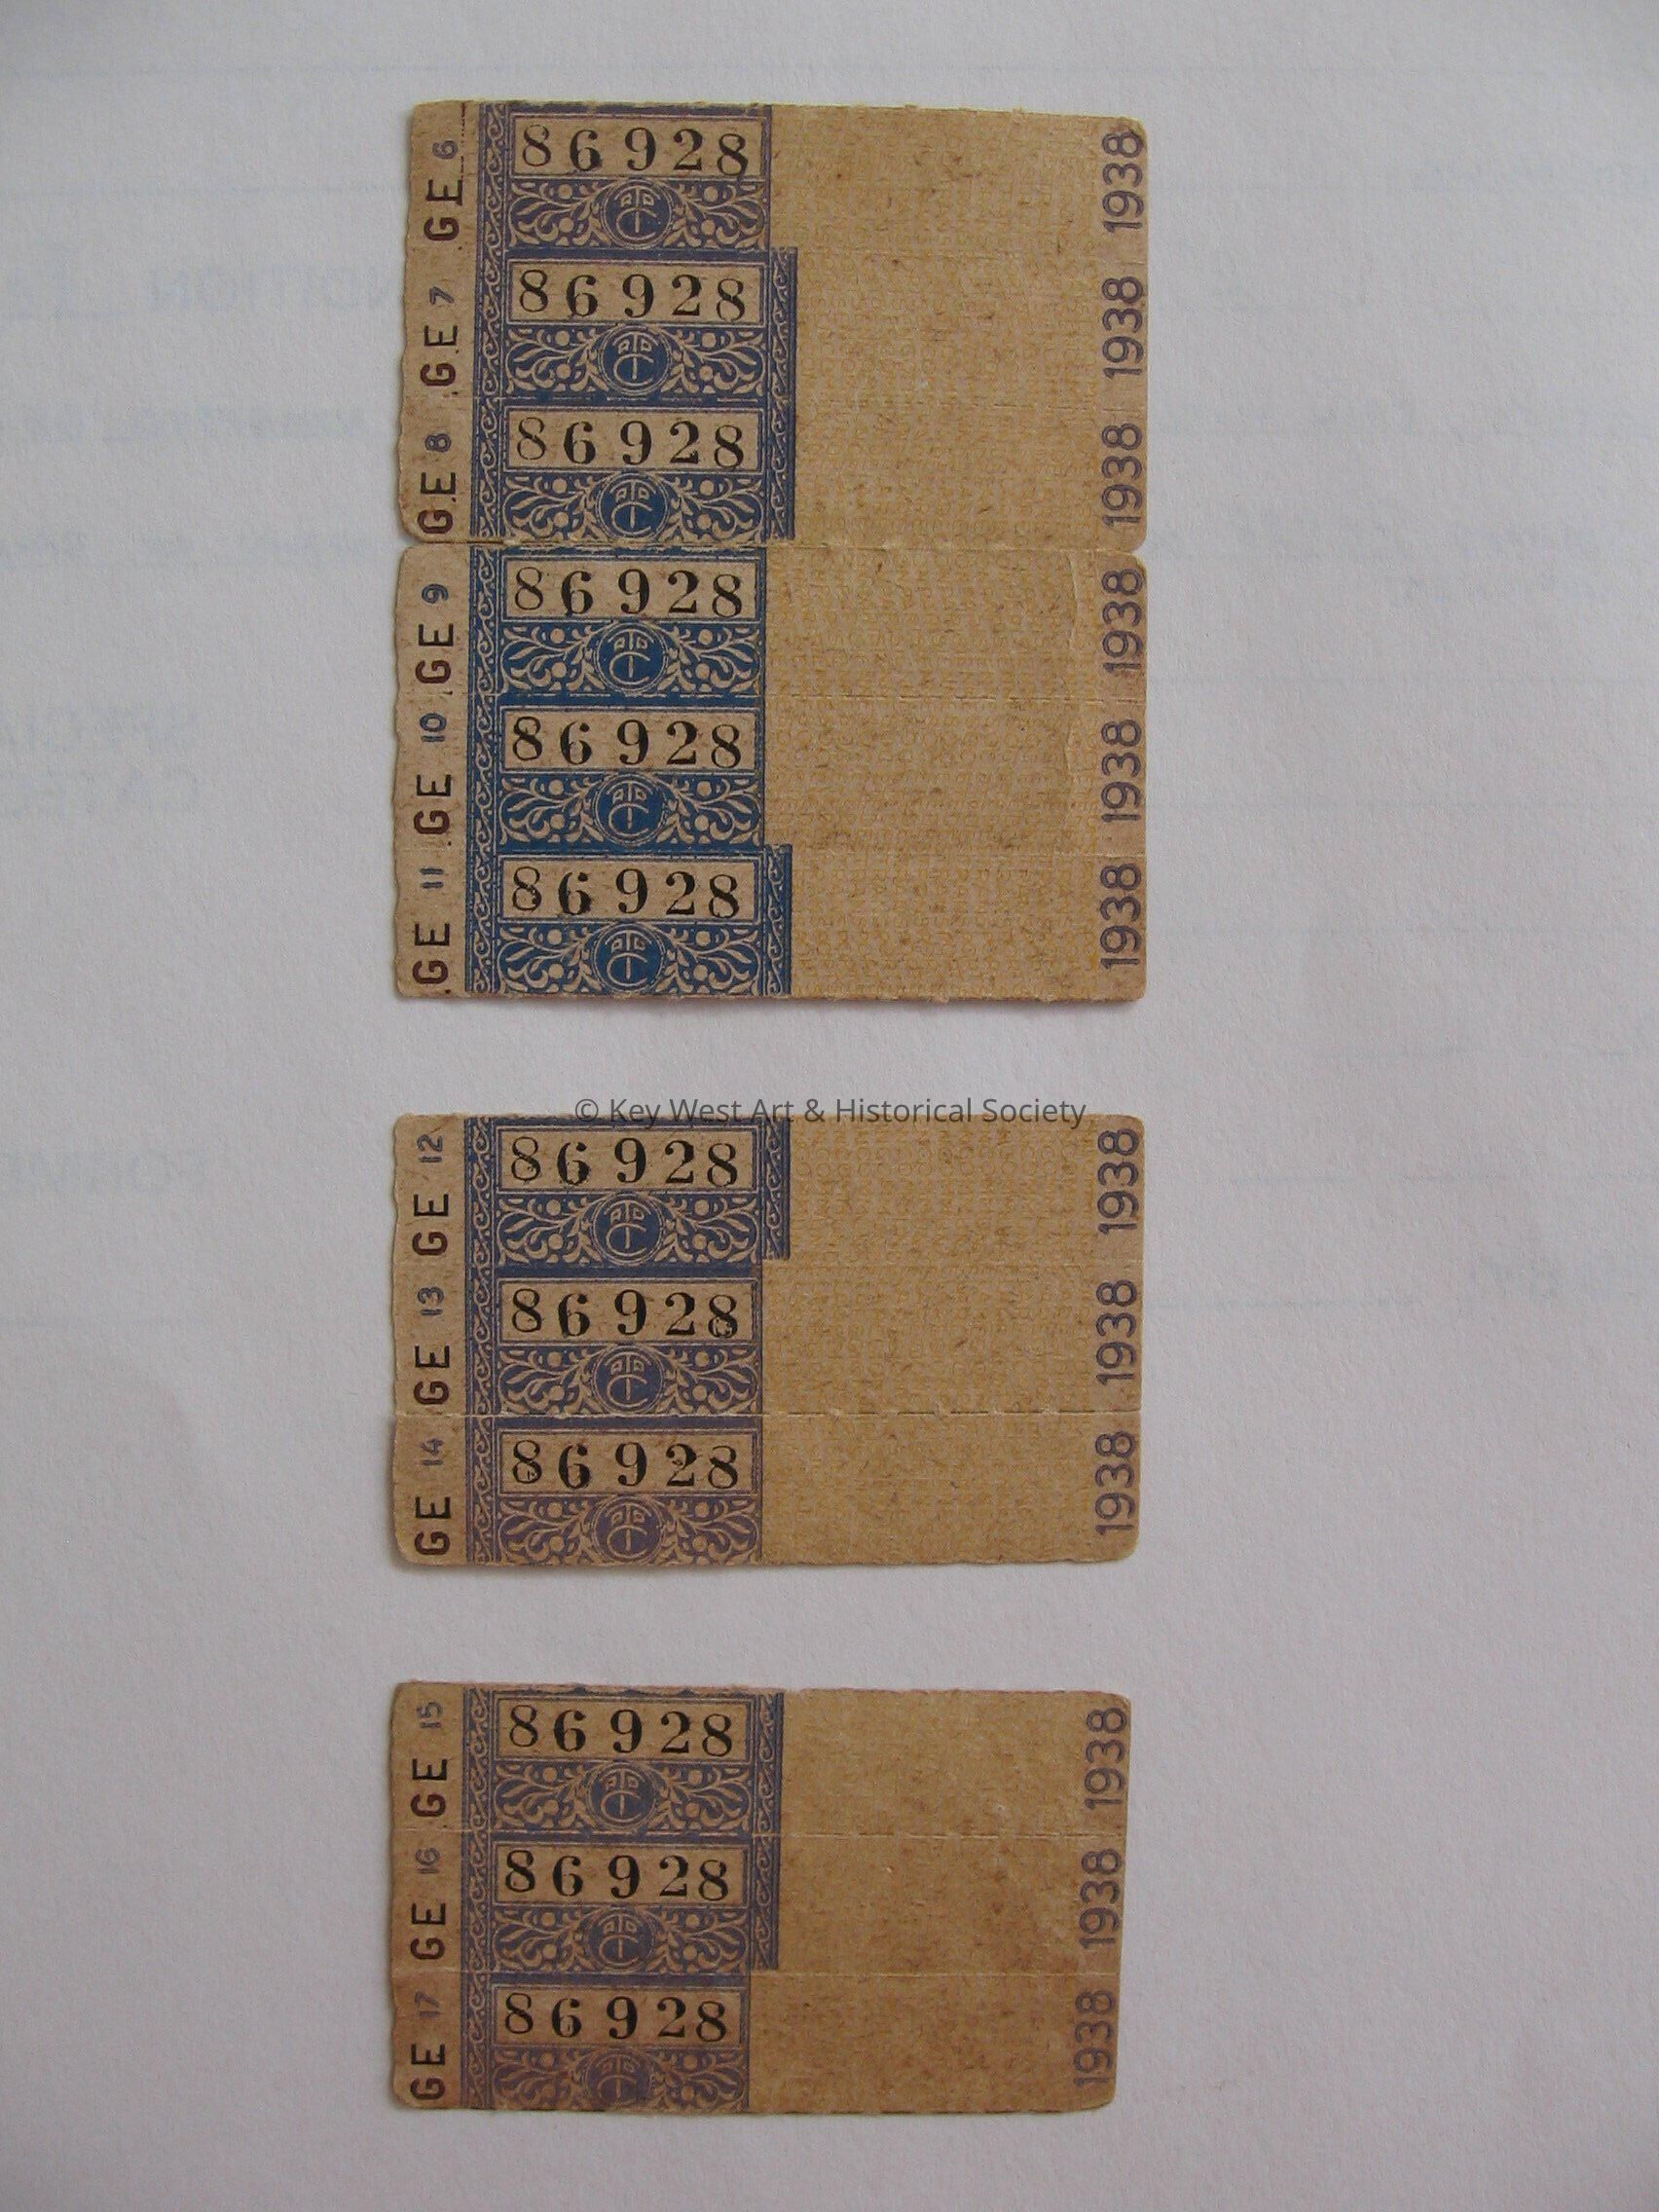 GE 6 86928 1938
GE 7 86928 1938
GE 8 86928 1938
GE 9 86928 1938
GE 10 86928 1938
GE 11 86928 1938
© Key West Art & Historical Society
GE 12 86928 1938
GE 13 86928 1938
GE 14 86928 1938
GE 15 86928 1938
GE 16 86928 1938
GE 17 86928 1938